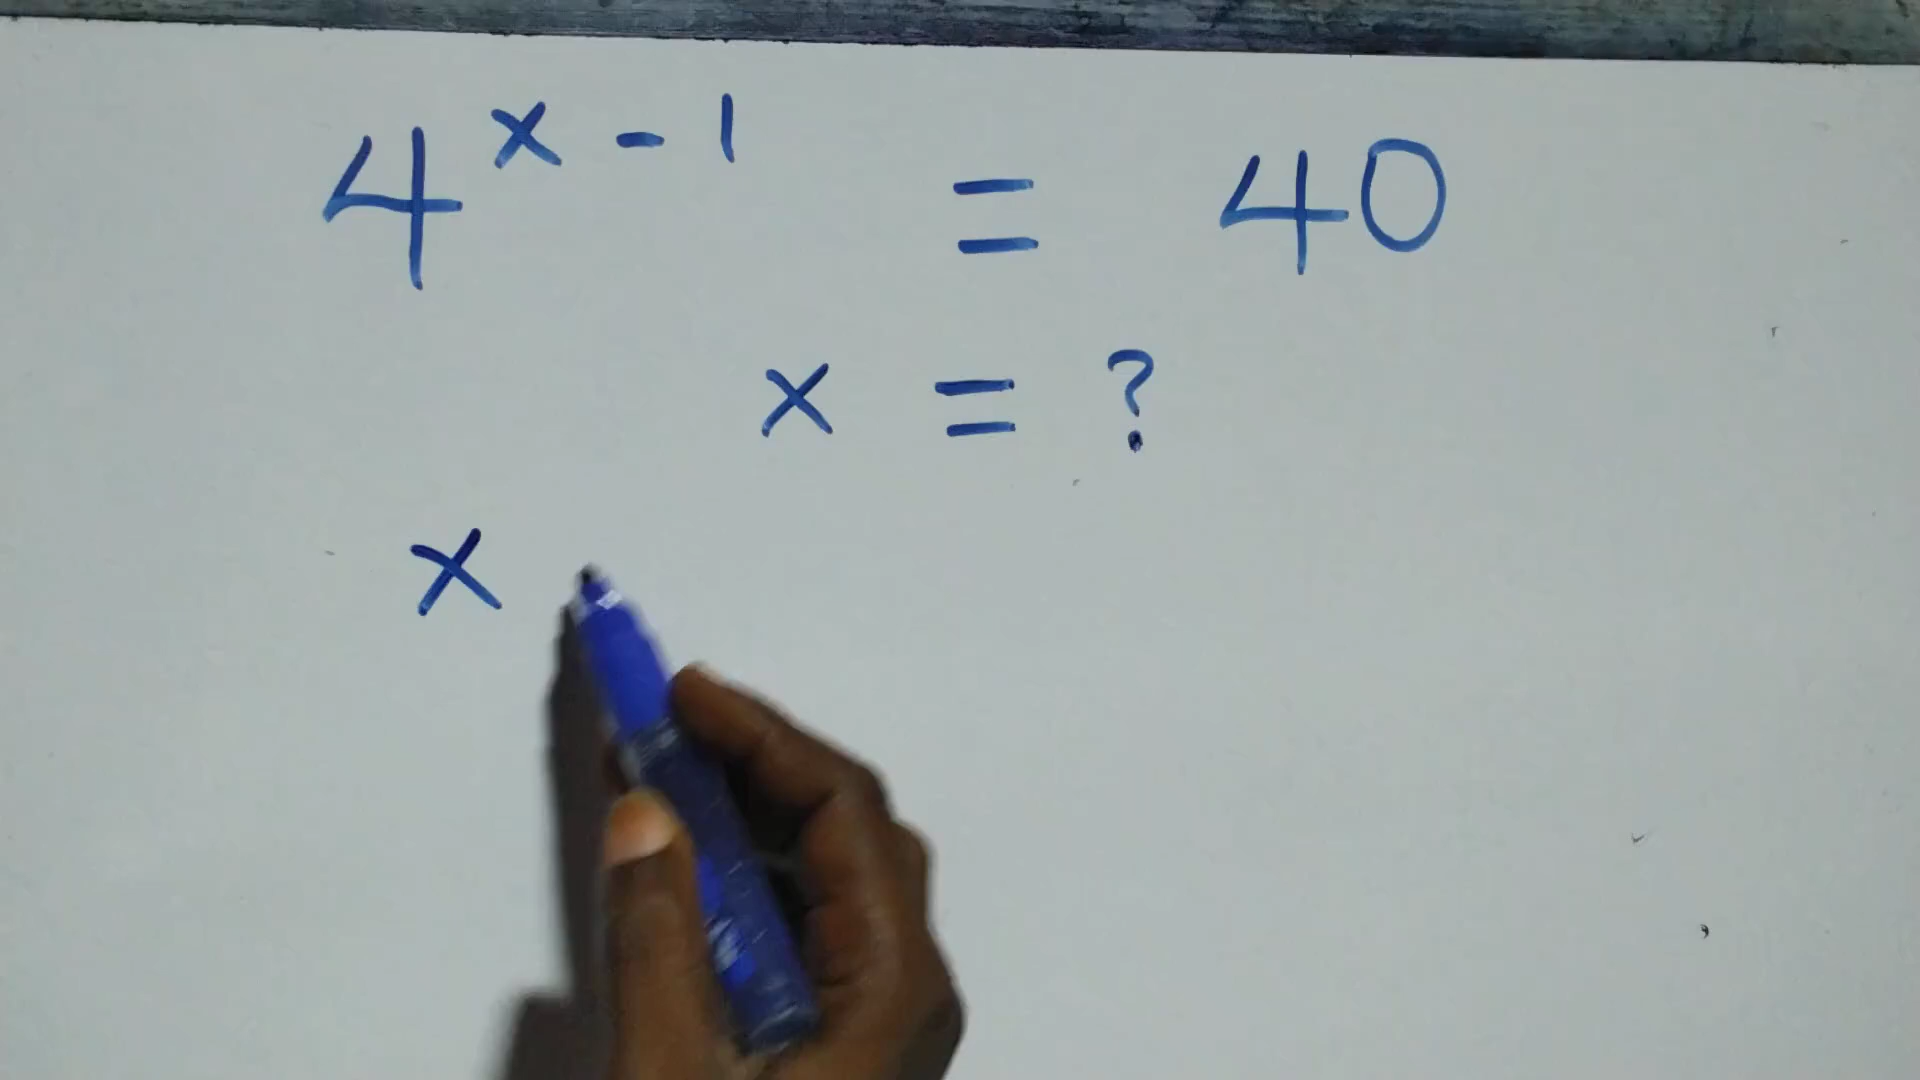 4^{x - 1} = 40
x = ?
x